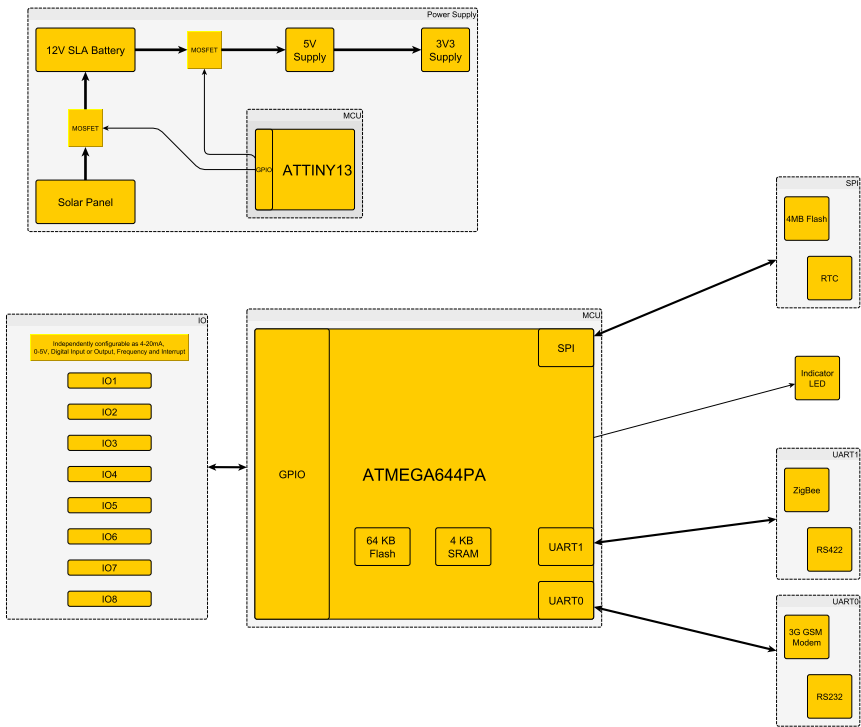 Power Supply
12V SLA Battery
MOSFET
5V
Supply
3V3
Supply
MOSFET
MCU
GPIO
ATTINY13
Solar Panel
SPI
4MB Flash
RTC
IO
Independently configurable as 4-20mA,
0-5V, Digital Input or Output, Frequency and Interrupt
IO1
IO2
IO3
IO4
IO5
IO6
IO7
IO8
MCU
SPI
GPIO
ATMEGA644PA
64 KB
Flash
4 KB
SRAM
UART1
UART0
Indicator
LED
UART1
ZigBee
RS422
UART0
3G GSM
Modem
RS232